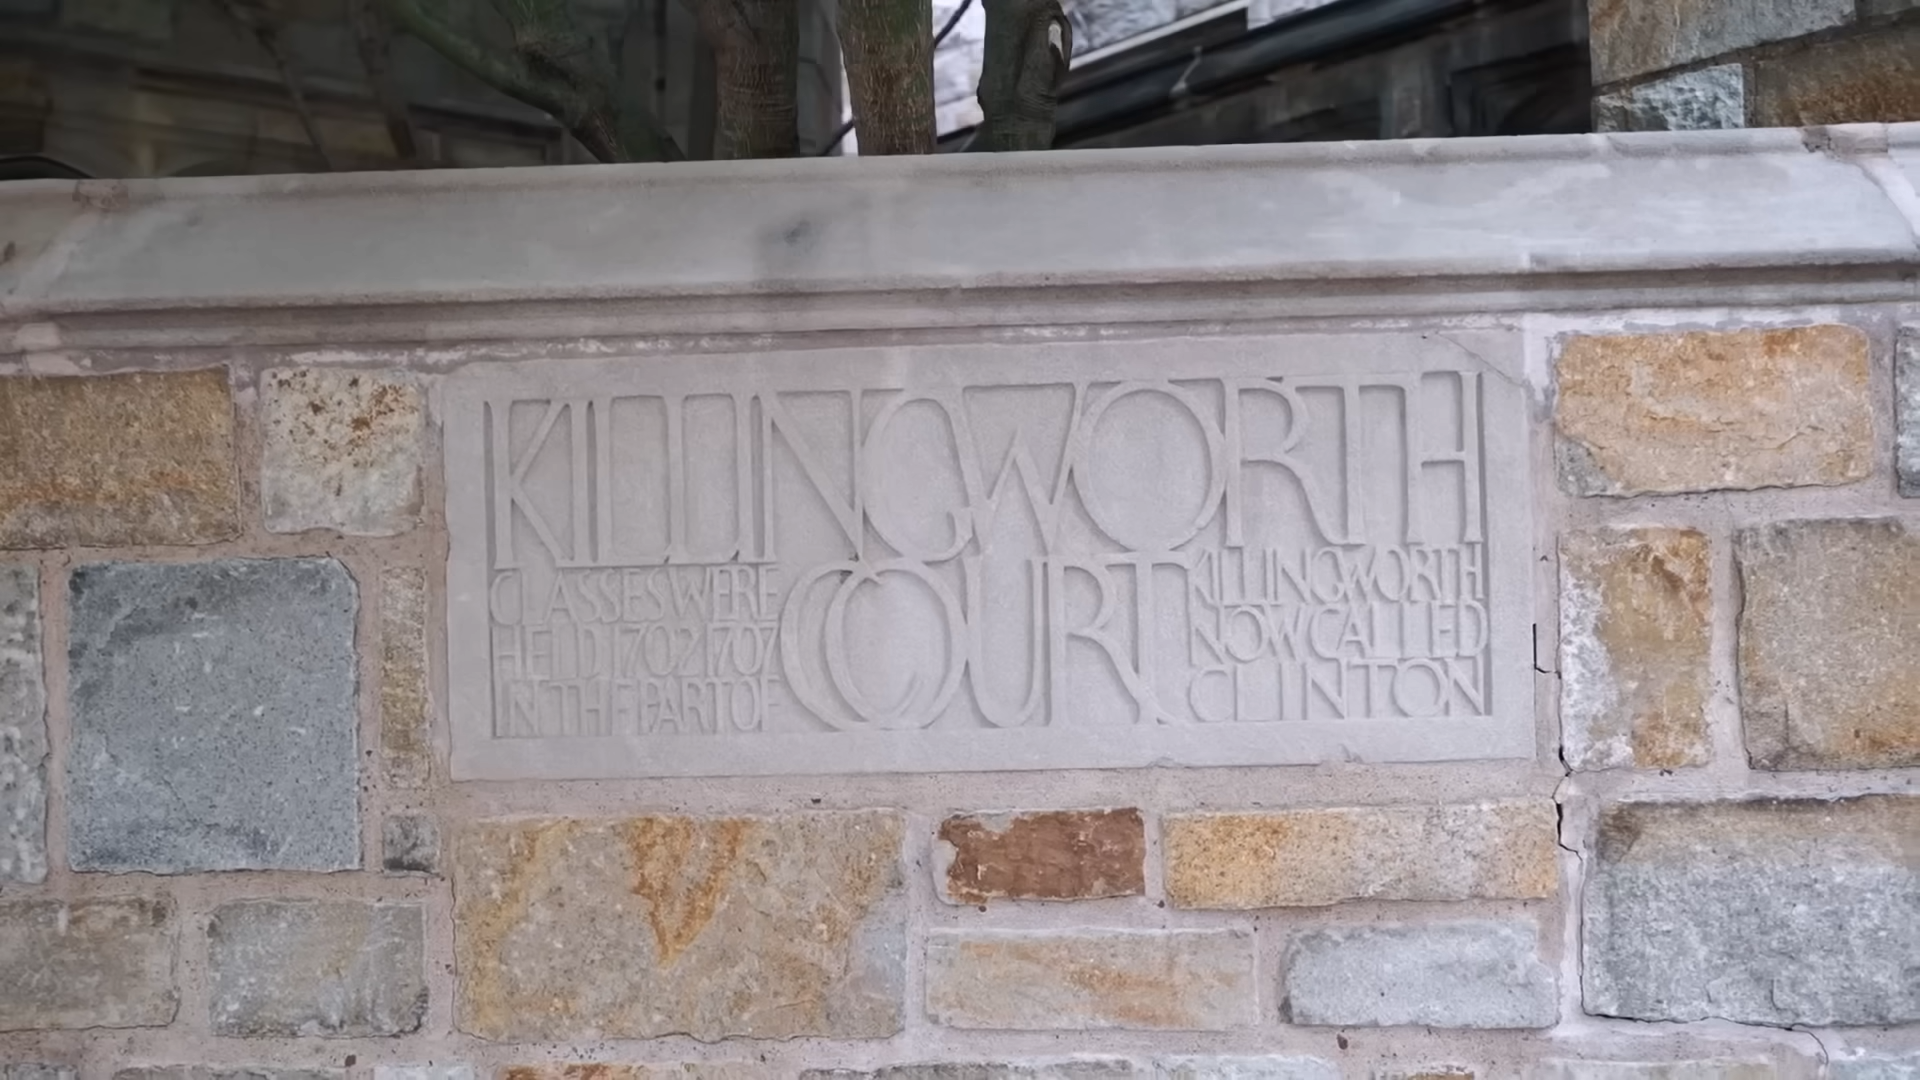 KILLINGWORTH
COURT
CLASSES WERE
HELD 1702 1707
IN THE PART OF
KILLINGWORTH
NOW CALLED
CLINTON